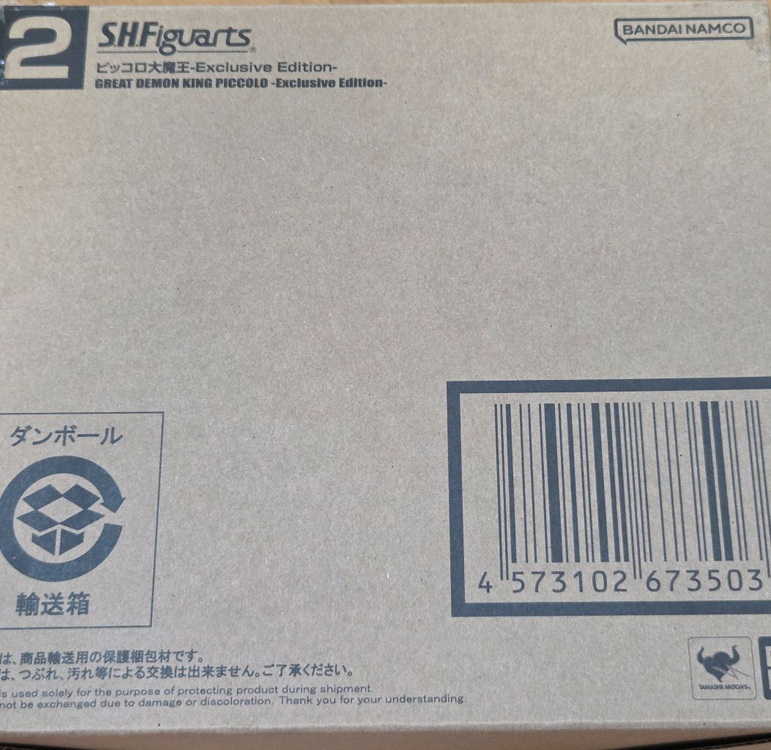 2
S.H.Figuarts
BANDAI NAMCO
ピッコロ大魔王-Exclusive Edition-
GREAT DEMON KING PICCOLO -Exclusive Edition-
ダンボール
輸送箱
4 573102 673503
は、商品輸送用の保護梱包材です。
は、つぶれ、汚れ等による交換は出来ません。ご了承ください。
is used solely for the purpose of protecting product during shipment.
not be exchanged due to damage or discoloration. Thank you for your understanding.
TAMASHII NATIONS